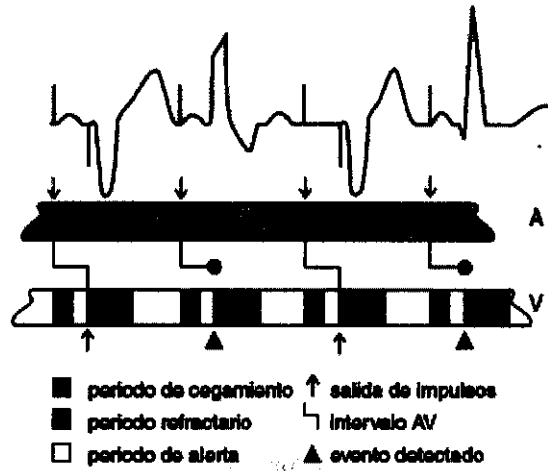 A
V
periodo de cegamiento
salida de impulsos
periodo refractario
intervalo AV
periodo de alerta
evento detectado